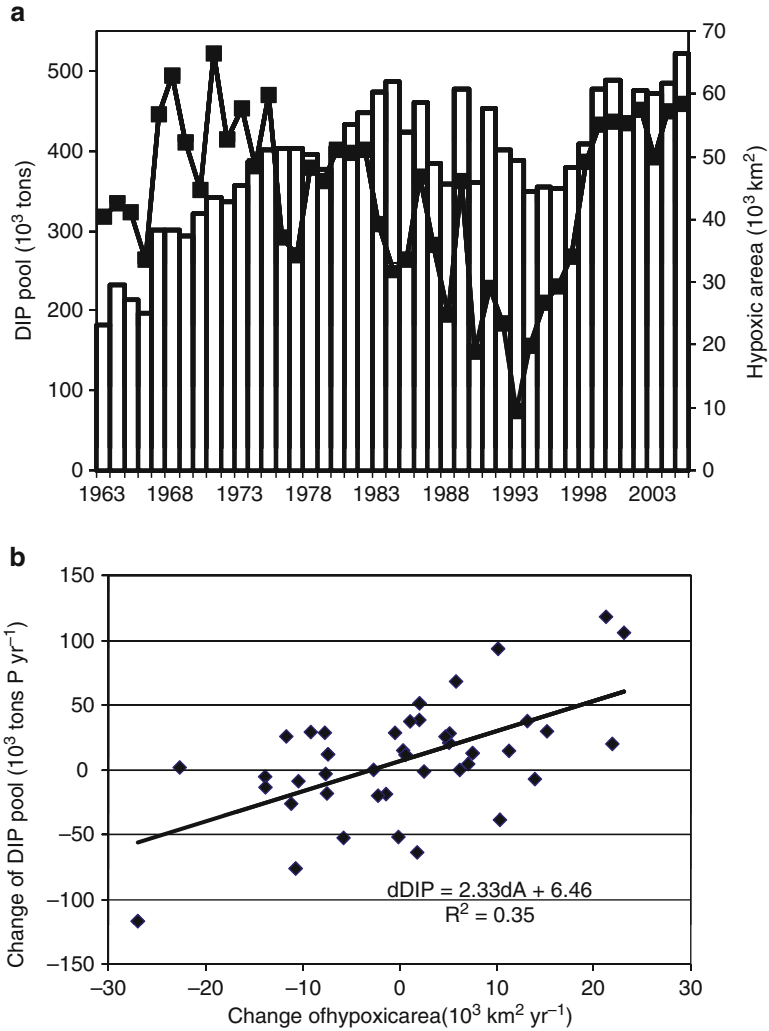 a
DIP pool (10³ tons)
500
400
300
200
100
0
70
60
50
40
30
20
10
0
Hypoxic areea (10³ km²)
1963 1968 1973 1978 1983 1988 1993 1998 2003
b
Change of DIP pool (10³ tons P yr⁻¹)
150
100
50
0
−50
−100
−150
dDIP = 2.33dA + 6.46
R² = 0.35
−30 −20 −10 0 10 20 30
Change ofhypoxicarea(10³ km² yr⁻¹)